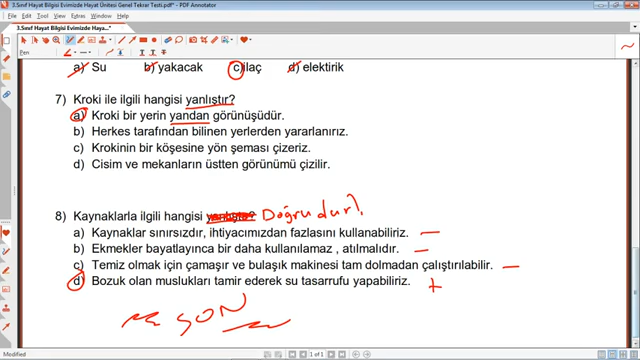 3.Sınıf Hayat Bilgisi Evimizde Hayat Ünitesi Genel Tekrar Testi.pdf* - PDF Annotator
File Edit View Insert Tool Extras Window Help
3.Sınıf Hayat Bilgisi Evimizde Ha...*
Pen
a) Su b) yakacak c) ilaç d) elektirik
7) Kroki ile ilgili hangisi yanlıştır?
a) Kroki bir yerin yandan görünüşüdür.
b) Herkes tarafından bilinen yerlerden yararlanırız.
c) Krokinin bir köşesine yön şeması çizeriz.
d) Cisim ve mekanların üstten görünümü çizilir.
8) Kaynaklarla ilgili hangisi Doğrudur?
a) Kaynaklar sınırsızdır, ihtiyacımızdan fazlasını kullanabiliriz. –
b) Ekmekler bayatlayınca bir daha kullanılamaz , atılmalıdır. –
c) Temiz olmak için çamaşır ve bulaşık makinesi tam dolmadan çalıştırılabilir. –
d) Bozuk olan muslukları tamir ederek su tasarrufu yapabiliriz. +
SON
Modified
1 of 1